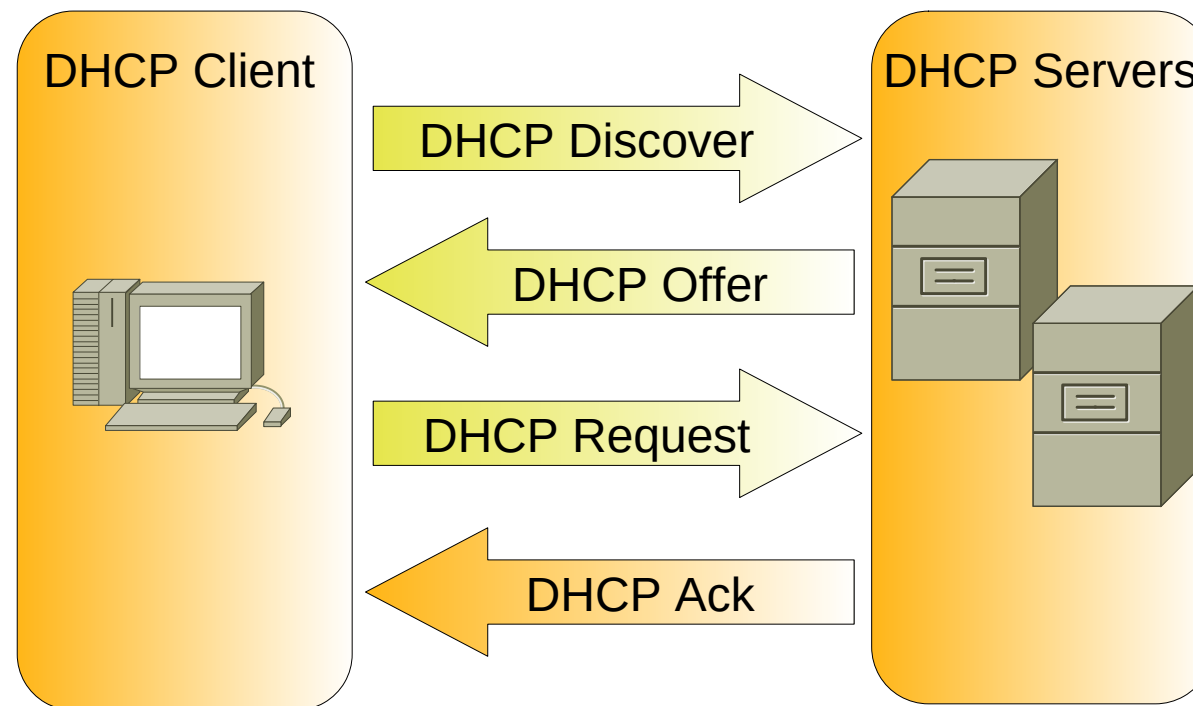 DHCP Client
DHCP Servers
DHCP Discover
DHCP Offer
DHCP Request
DHCP Ack